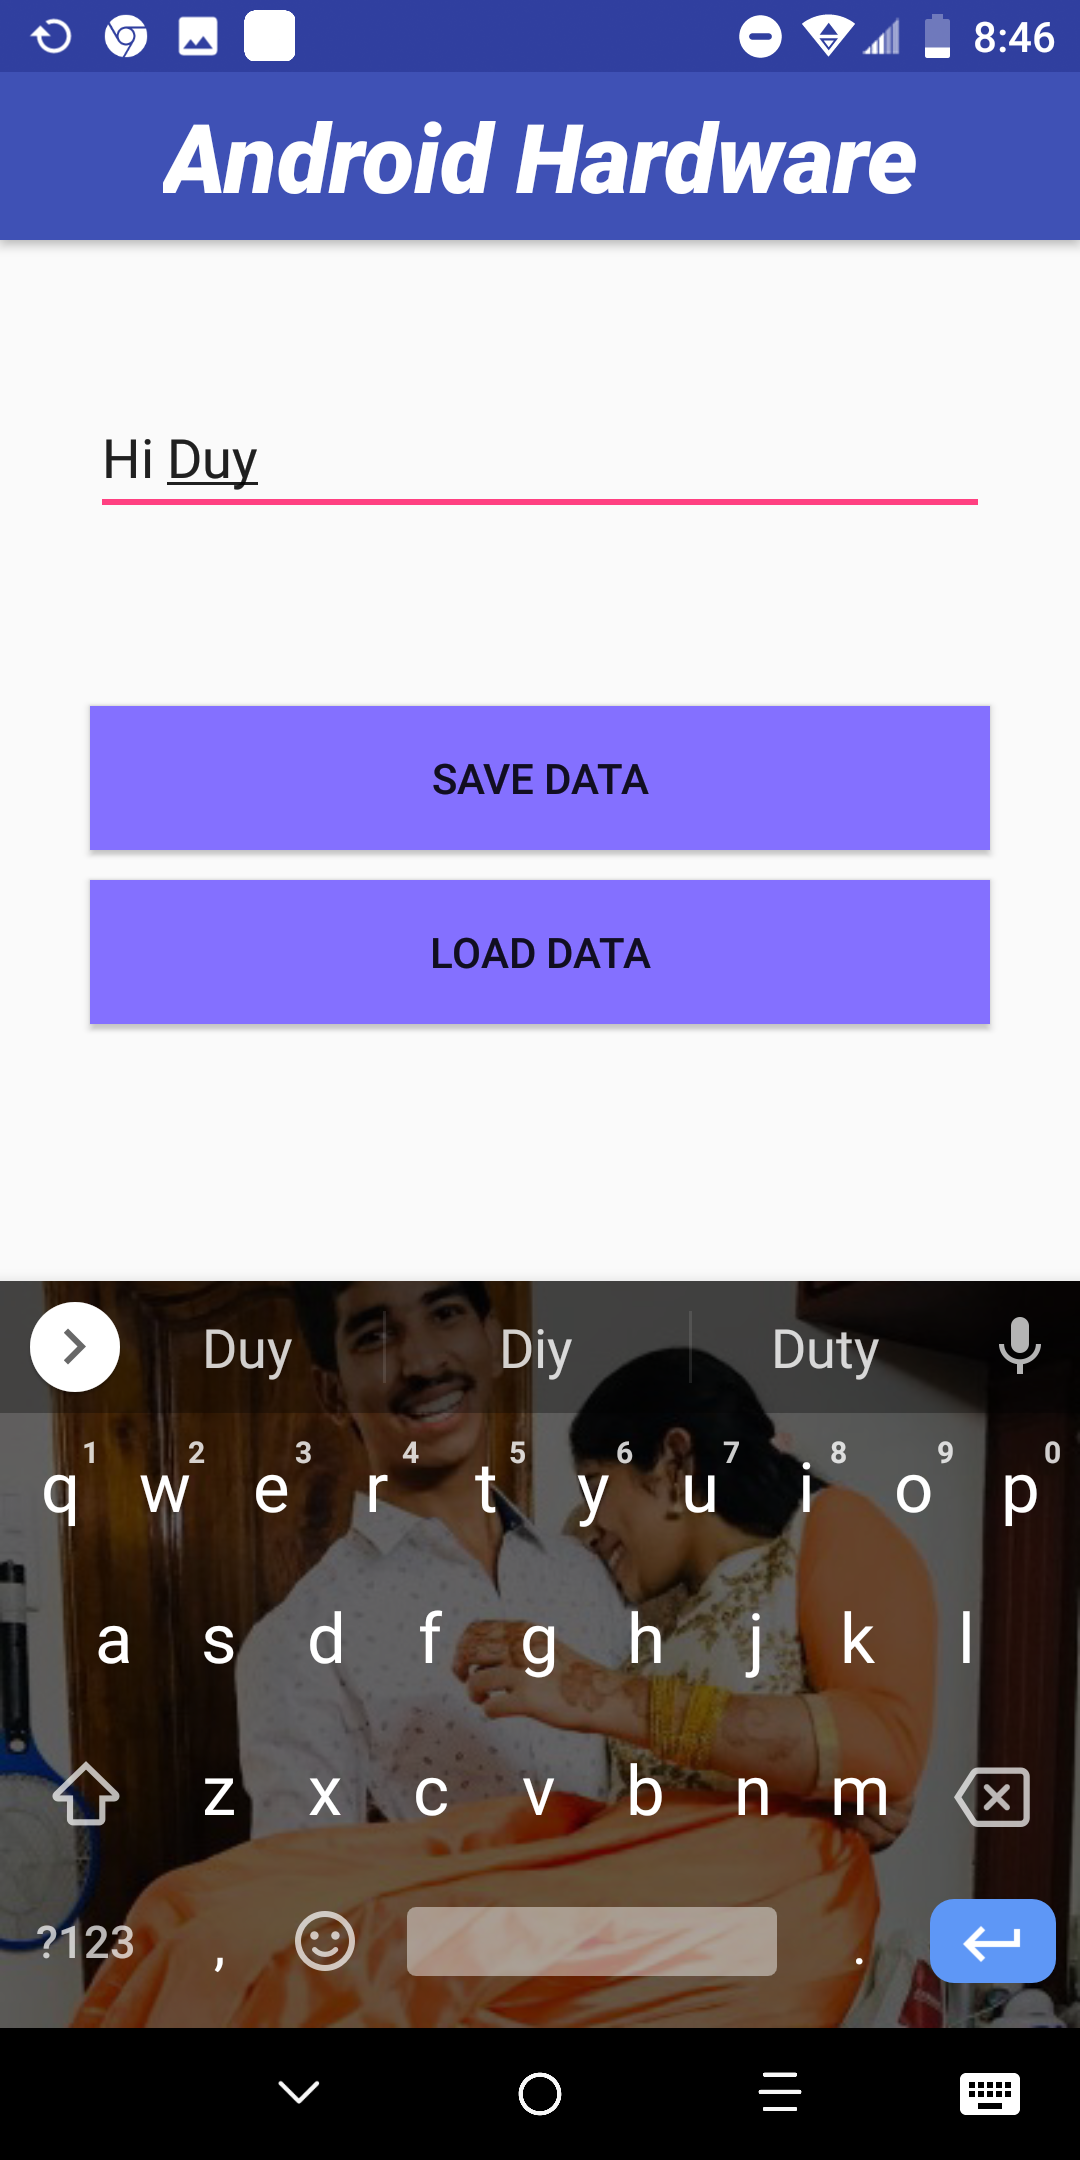 8:46
Android Hardware
Hi Duy
SAVE DATA
LOAD DATA
Duy Diy Duty
1 2 3 4 5 6 7 8 9 0
q w e r t y u i o p
a s d f g h j k l
z x c v b n m
?123 , .